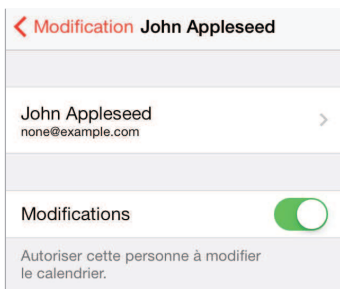 Modification John Appleseed
John Appleseed
none@example.com
Modifications
Autoriser cette personne à modifier
le calendrier.